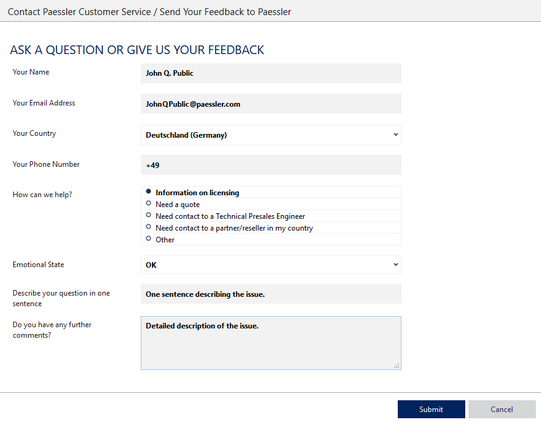 Contact Paessler Customer Service / Send Your Feedback to Paessler
ASK A QUESTION OR GIVE US YOUR FEEDBACK
Your Name
John Q. Public
Your Email Address
JohnQPublic@paessler.com
Your Country
Deutschland (Germany)
Your Phone Number
+49
How can we help?
Information on licensing
Need a quote
Need contact to a Technical Presales Engineer
Need contact to a partner/reseller in my country
Other
Emotional State
OK
Describe your question in one
sentence
One sentence describing the issue.
Do you have any further
comments?
Detailed description of the issue.
Submit
Cancel